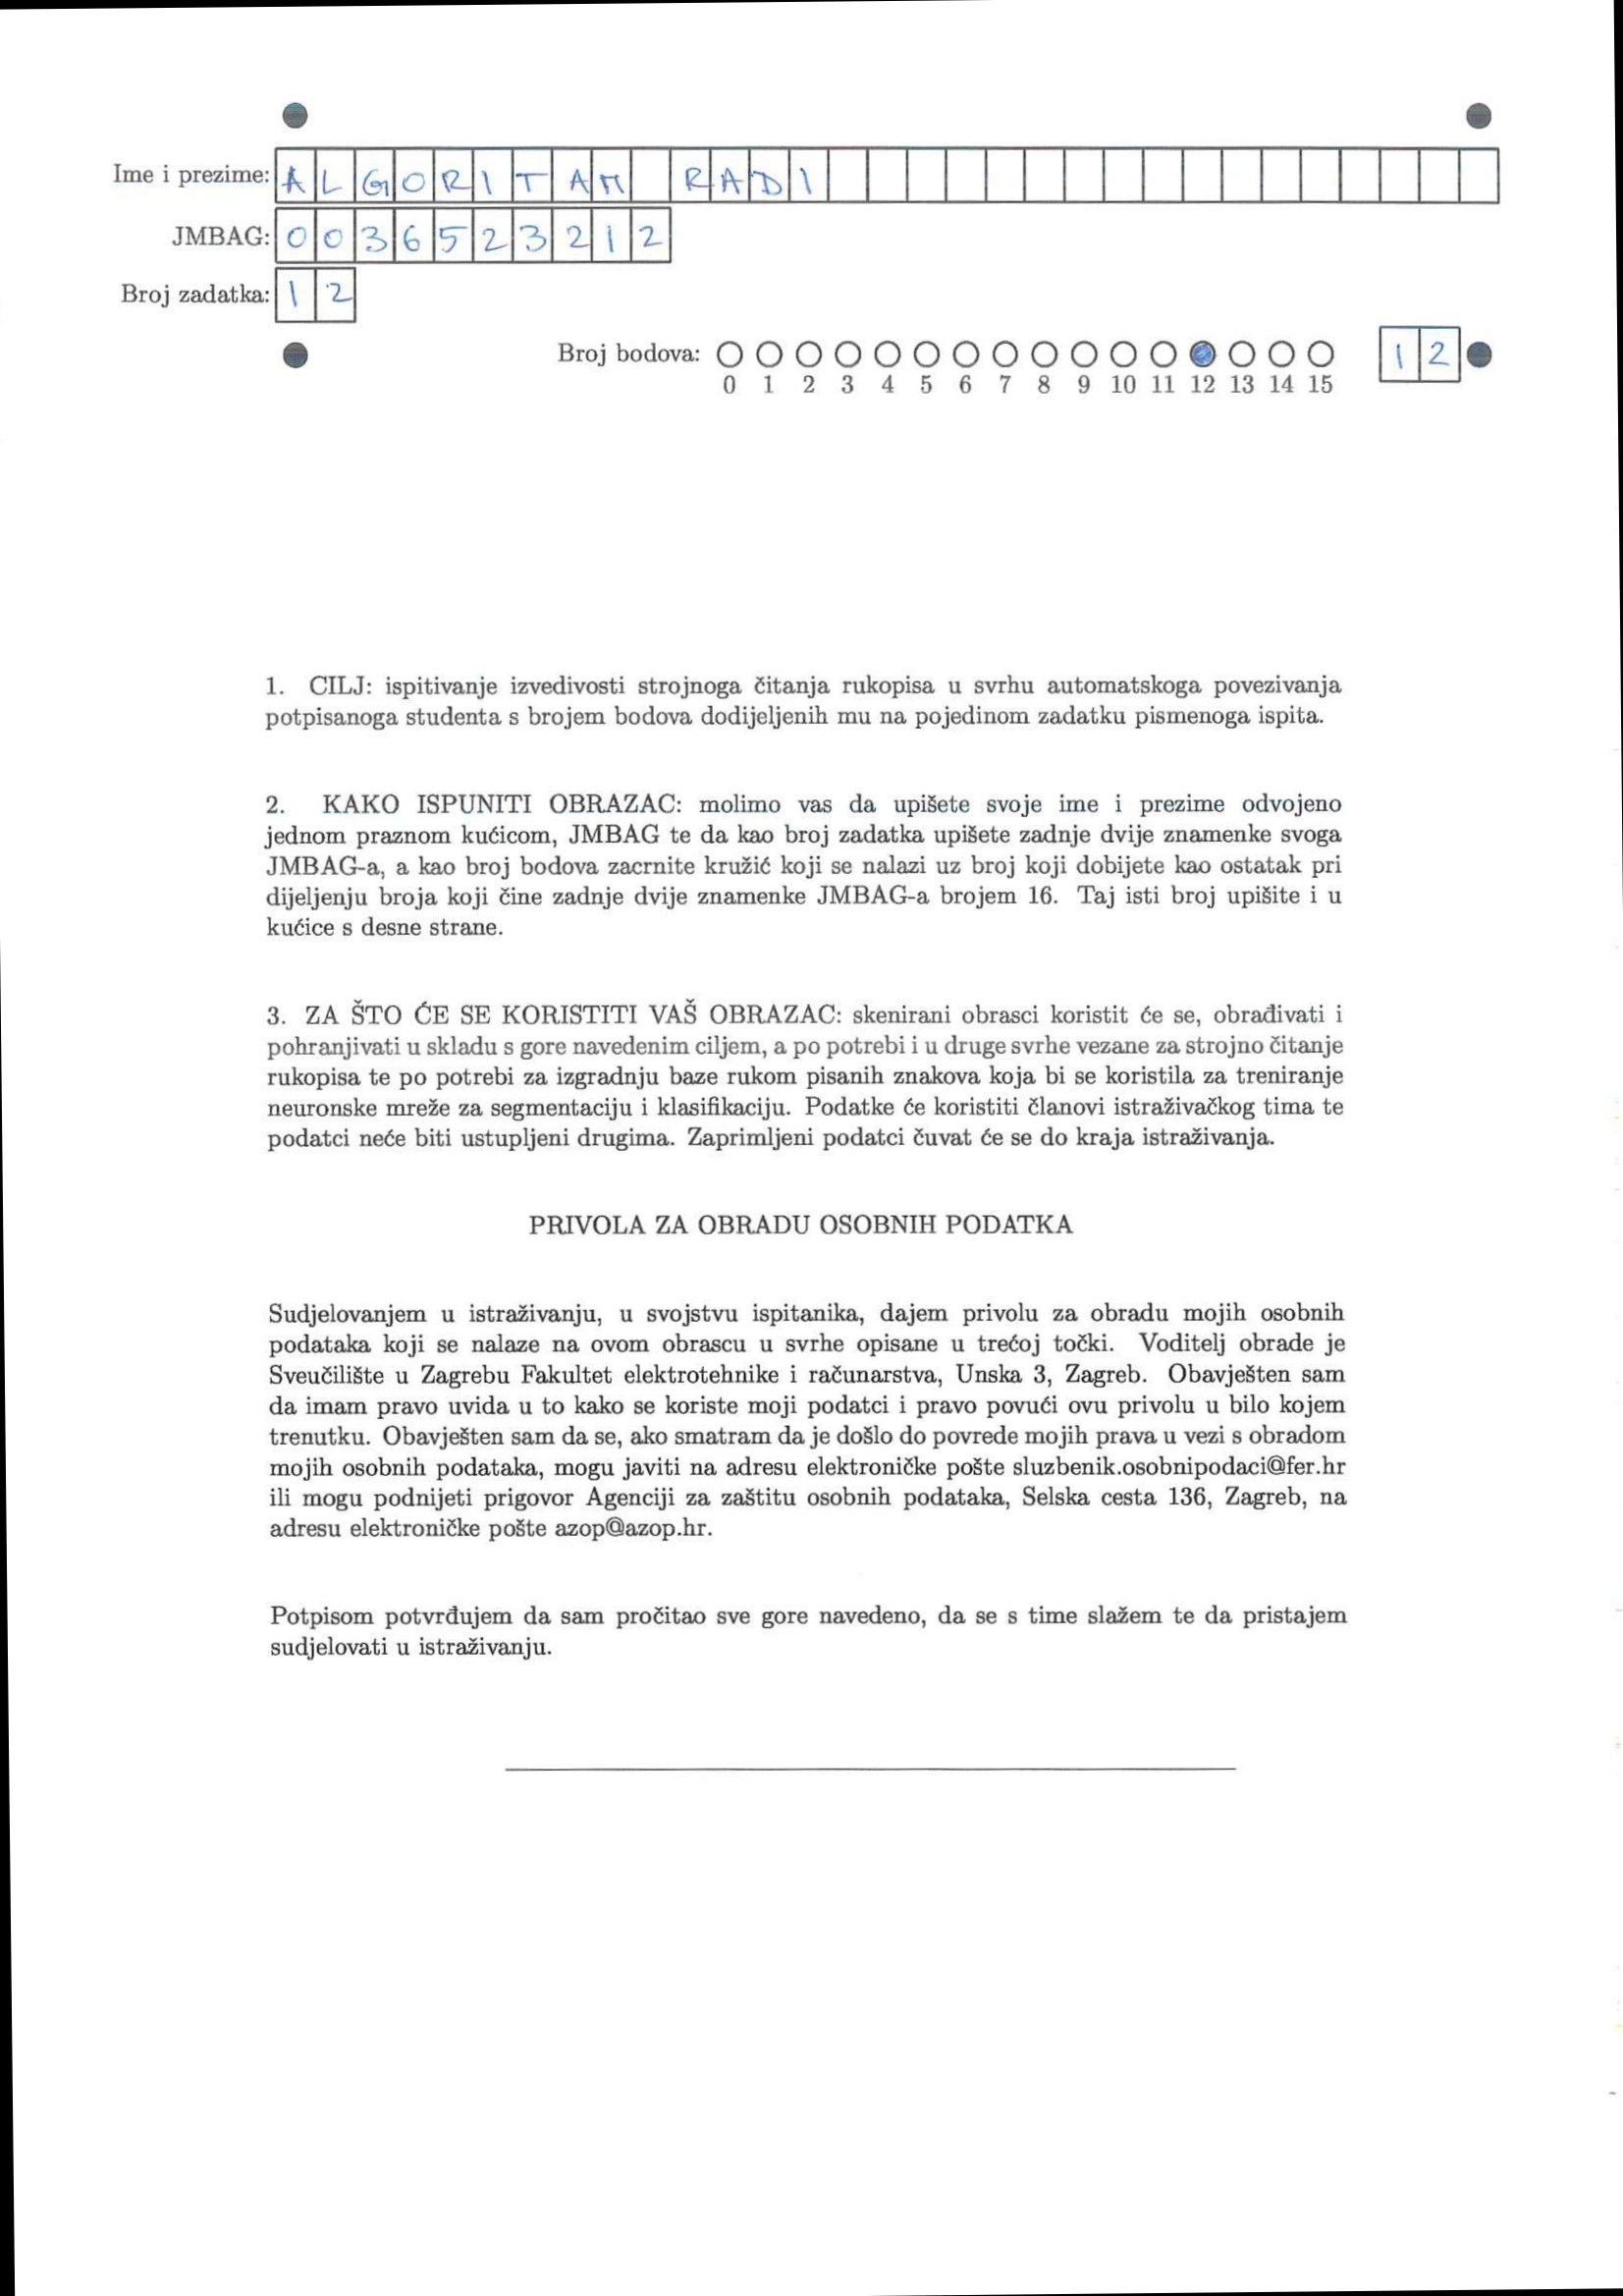 Ime i prezime: ALGORITAM RADI
JMBAG: 0036523212
Broj zadatka: 12
Broj bodova: 12
0 1 2 3 4 5 6 7 8 9 10 11 12 13 14 15
1. CILJ: ispitivanje izvedivosti strojnoga čitanja rukopisa u svrhu automatskoga povezivanja
potpisanoga studenta s brojem bodova dodijeljenih mu na pojedinom zadatku pismenoga ispita.
2. KAKO ISPUNITI OBRAZAC: molimo vas da upišete svoje ime i prezime odvojeno
jednom praznom kućicom, JMBAG te da kao broj zadatka upišete zadnje dvije znamenke svoga
JMBAG-a, a kao broj bodova zacrnite kružić koji se nalazi uz broj koji dobijete kao ostatak pri
dijeljenju broja koji čine zadnje dvije znamenke JMBAG-a brojem 16. Taj isti broj upišite i u
kućice s desne strane.
3. ZA ŠTO ĆE SE KORISTITI VAŠ OBRAZAC: skenirani obrasci koristit će se, obrađivati i
pohranjivati u skladu s gore navedenim ciljem, a po potrebi i u druge svrhe vezane za strojno čitanje
rukopisa te po potrebi za izgradnju baze rukom pisanih znakova koja bi se koristila za treniranje
neuronske mreže za segmentaciju i klasifikaciju. Podatke će koristiti članovi istraživačkog tima te
podatci neće biti ustupljeni drugima. Zaprimljeni podatci čuvat će se do kraja istraživanja.
PRIVOLA ZA OBRADU OSOBNIH PODATKA
Sudjelovanjem u istraživanju, u svojstvu ispitanika, dajem privolu za obradu mojih osobnih
podataka koji se nalaze na ovom obrascu u svrhe opisane u trećoj točki. Voditelj obrade je
Sveučilište u Zagrebu Fakultet elektrotehnike i računarstva, Unska 3, Zagreb. Obavješten sam
da imam pravo uvida u to kako se koriste moji podatci i pravo povući ovu privolu u bilo kojem
trenutku. Obavješten sam da se, ako smatram da je došlo do povrede mojih prava u vezi s obradom
mojih osobnih podataka, mogu javiti na adresu elektroničke pošte sluzbenik.osobnipodaci@fer.hr
ili mogu podnijeti prigovor Agenciji za zaštitu osobnih podataka, Selska cesta 136, Zagreb, na
adresu elektroničke pošte azop@azop.hr.
Potpisom potvrđujem da sam pročitao sve gore navedeno, da se s time slažem te da pristajem
sudjelovati u istraživanju.